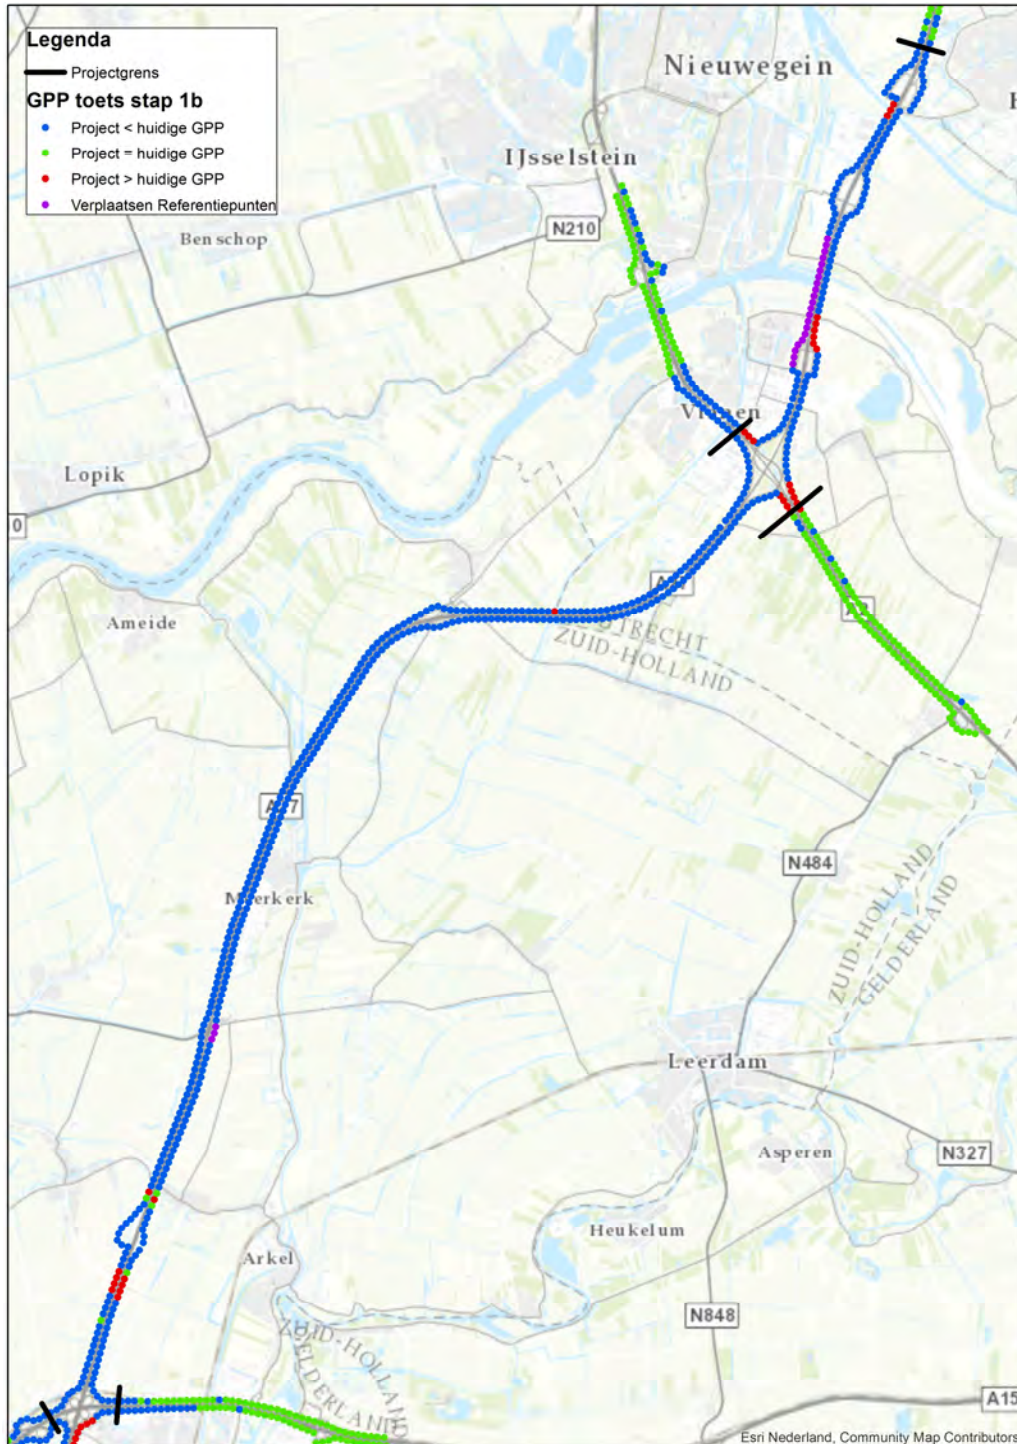 Legenda
Projectgrens
GPP toets stap 1b
Project < huidige GPP
Project = huidige GPP
Project > huidige GPP
Verplaatsen Referentiepunten
Nieuwegein
IJsselstein
N210
Benschop
Lopik
0
Ameide
UTRECHT
ZUID-HOLLAND
N484
ZUID-HOLLAND
GELDERLAND
Leerdam
Asperen
N327
Heukelum
Arkel
N848
ZUID-HOLLAND
GELDERLAND
A15
Esri Nederland, Community Map Contributors